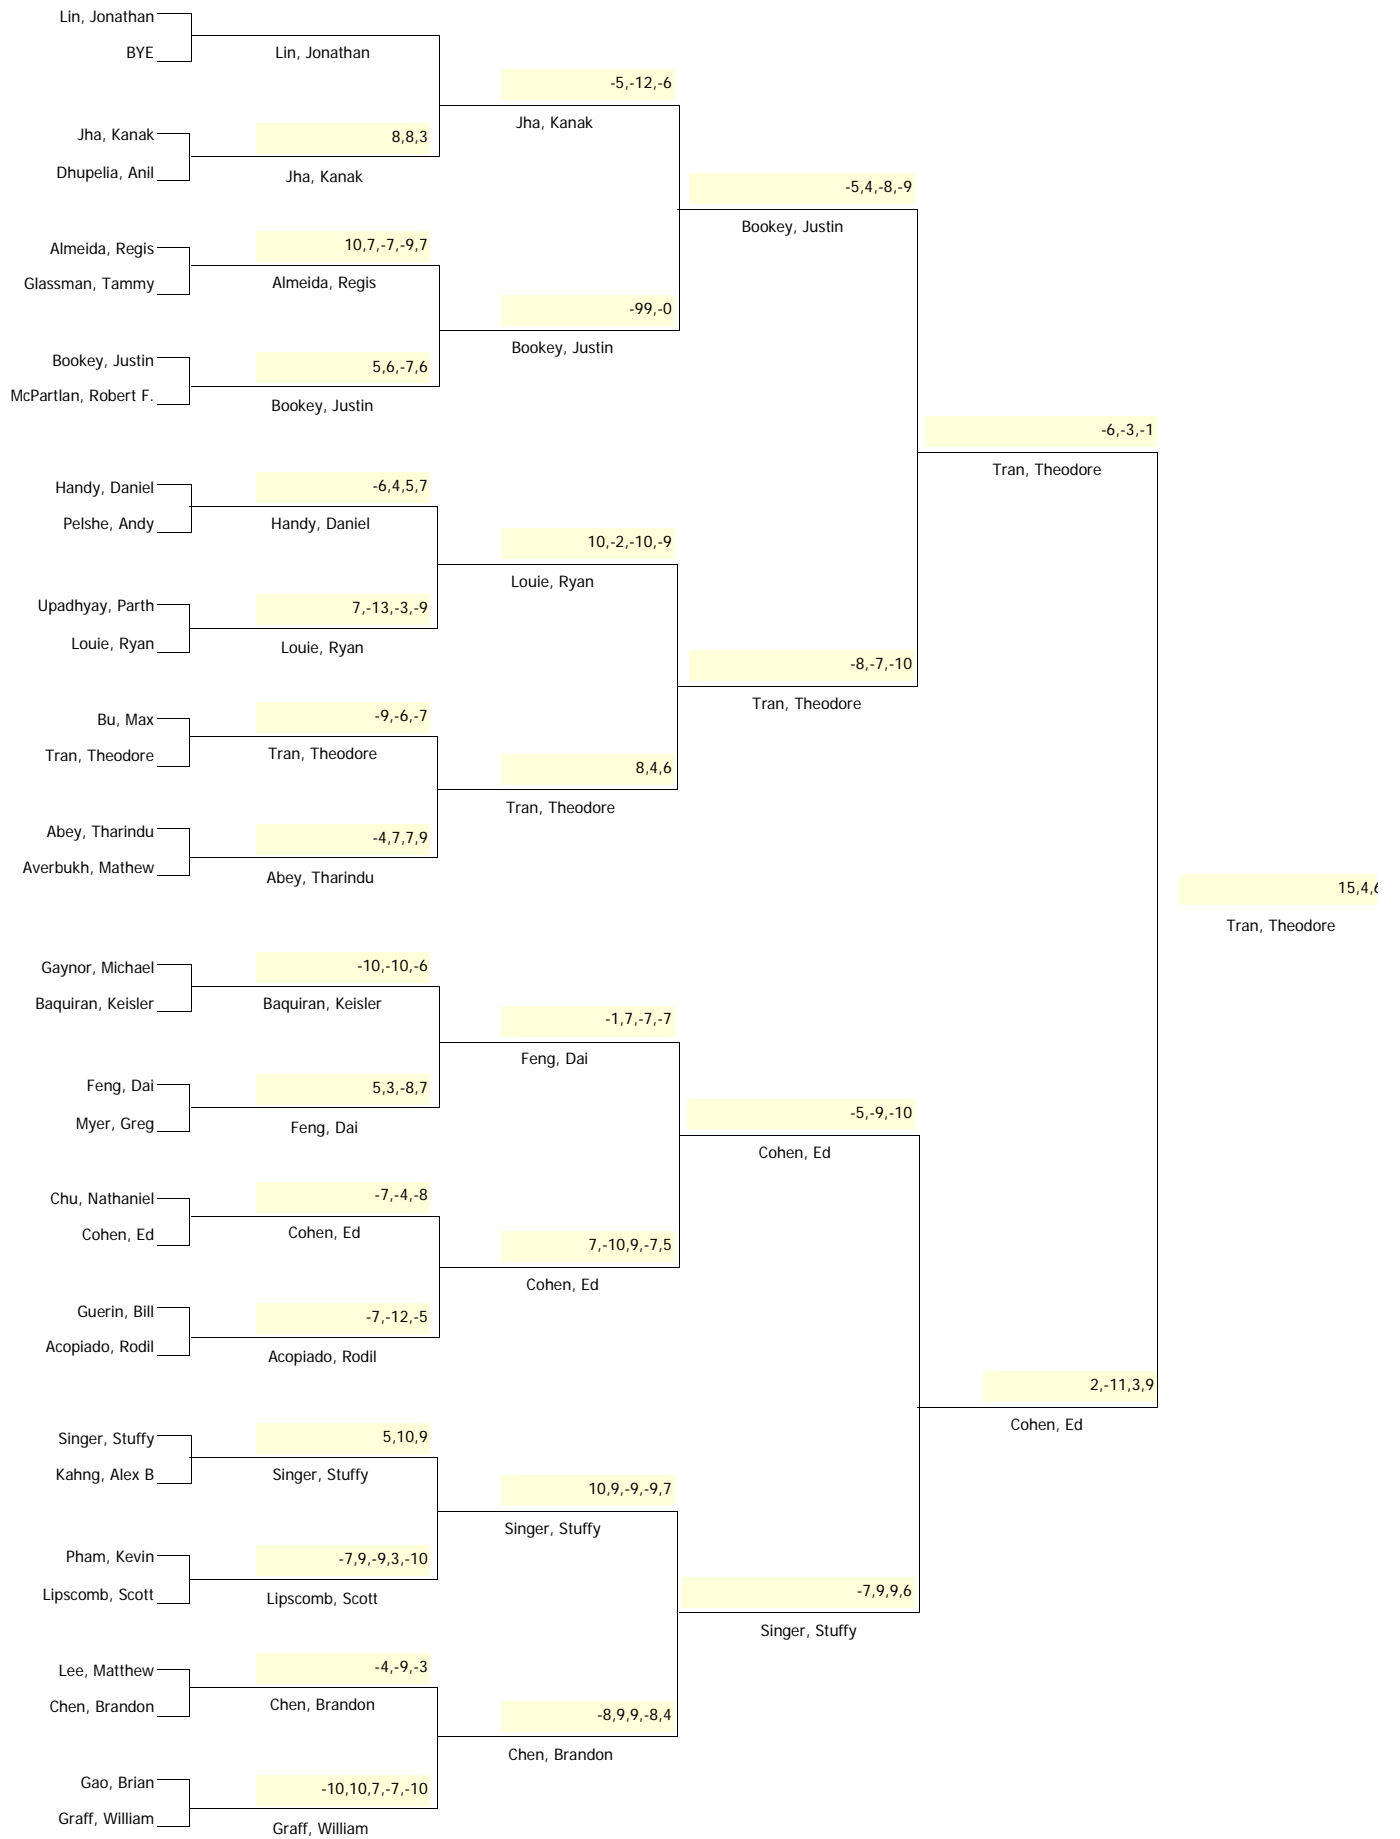 Lin, Jonathan
BYE
Lin, Jonathan
-5,-12,-6
Jha, Kanak
Jha, Kanak
8,8,3
Dhupelia, Anil
Jha, Kanak
-5,4,-8,-9
Bookey, Justin
Almeida, Regis
10,7,-7,-9,7
Glassman, Tammy
Almeida, Regis
-99,-0
Bookey, Justin
Bookey, Justin
5,6,-7,6
McPartlan, Robert F.
Bookey, Justin
-6,-3,-1
Tran, Theodore
Handy, Daniel
-6,4,5,7
Pelshe, Andy
Handy, Daniel
10,-2,-10,-9
Louie, Ryan
Upadhyay, Parth
7,-13,-3,-9
Louie, Ryan
Louie, Ryan
-8,-7,-10
Tran, Theodore
Bu, Max
-9,-6,-7
Tran, Theodore
Tran, Theodore
8,4,6
Tran, Theodore
Abey, Tharindu
-4,7,7,9
Averbukh, Mathew
Abey, Tharindu
15,4,6
Tran, Theodore
Gaynor, Michael
-10,-10,-6
Baquiran, Keisler
Baquiran, Keisler
-1,7,-7,-7
Feng, Dai
Feng, Dai
5,3,-8,7
Myer, Greg
Feng, Dai
-5,-9,-10
Cohen, Ed
Chu, Nathaniel
-7,-4,-8
Cohen, Ed
Cohen, Ed
7,-10,9,-7,5
Cohen, Ed
Guerin, Bill
-7,-12,-5
Acopiado, Rodil
Acopiado, Rodil
2,-11,3,9
Cohen, Ed
Singer, Stuffy
5,10,9
Kahng, Alex B
Singer, Stuffy
10,9,-9,-9,7
Singer, Stuffy
Pham, Kevin
-7,9,-9,3,-10
Lipscomb, Scott
Lipscomb, Scott
-7,9,9,6
Singer, Stuffy
Lee, Matthew
-4,-9,-3
Chen, Brandon
Chen, Brandon
-8,9,9,-8,4
Chen, Brandon
Gao, Brian
-10,10,7,-7,-10
Graff, William
Graff, William